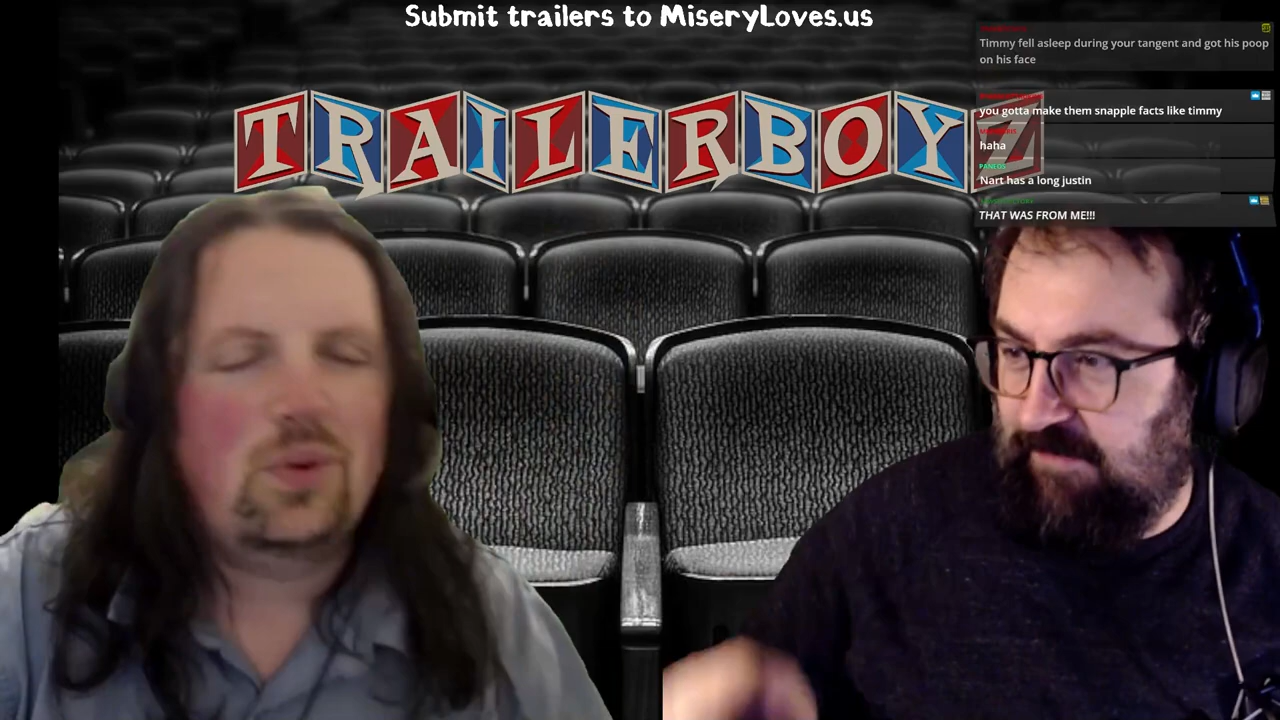 Submit trailers to MiseryLoves.us
TRAILERBOYZ
Timmy fell asleep during your tangent and got his poop
on his face
you gotta make them snapple facts like timmy
haha
PANEOS
Nart has a long justin
THAT WAS FROM ME!!!